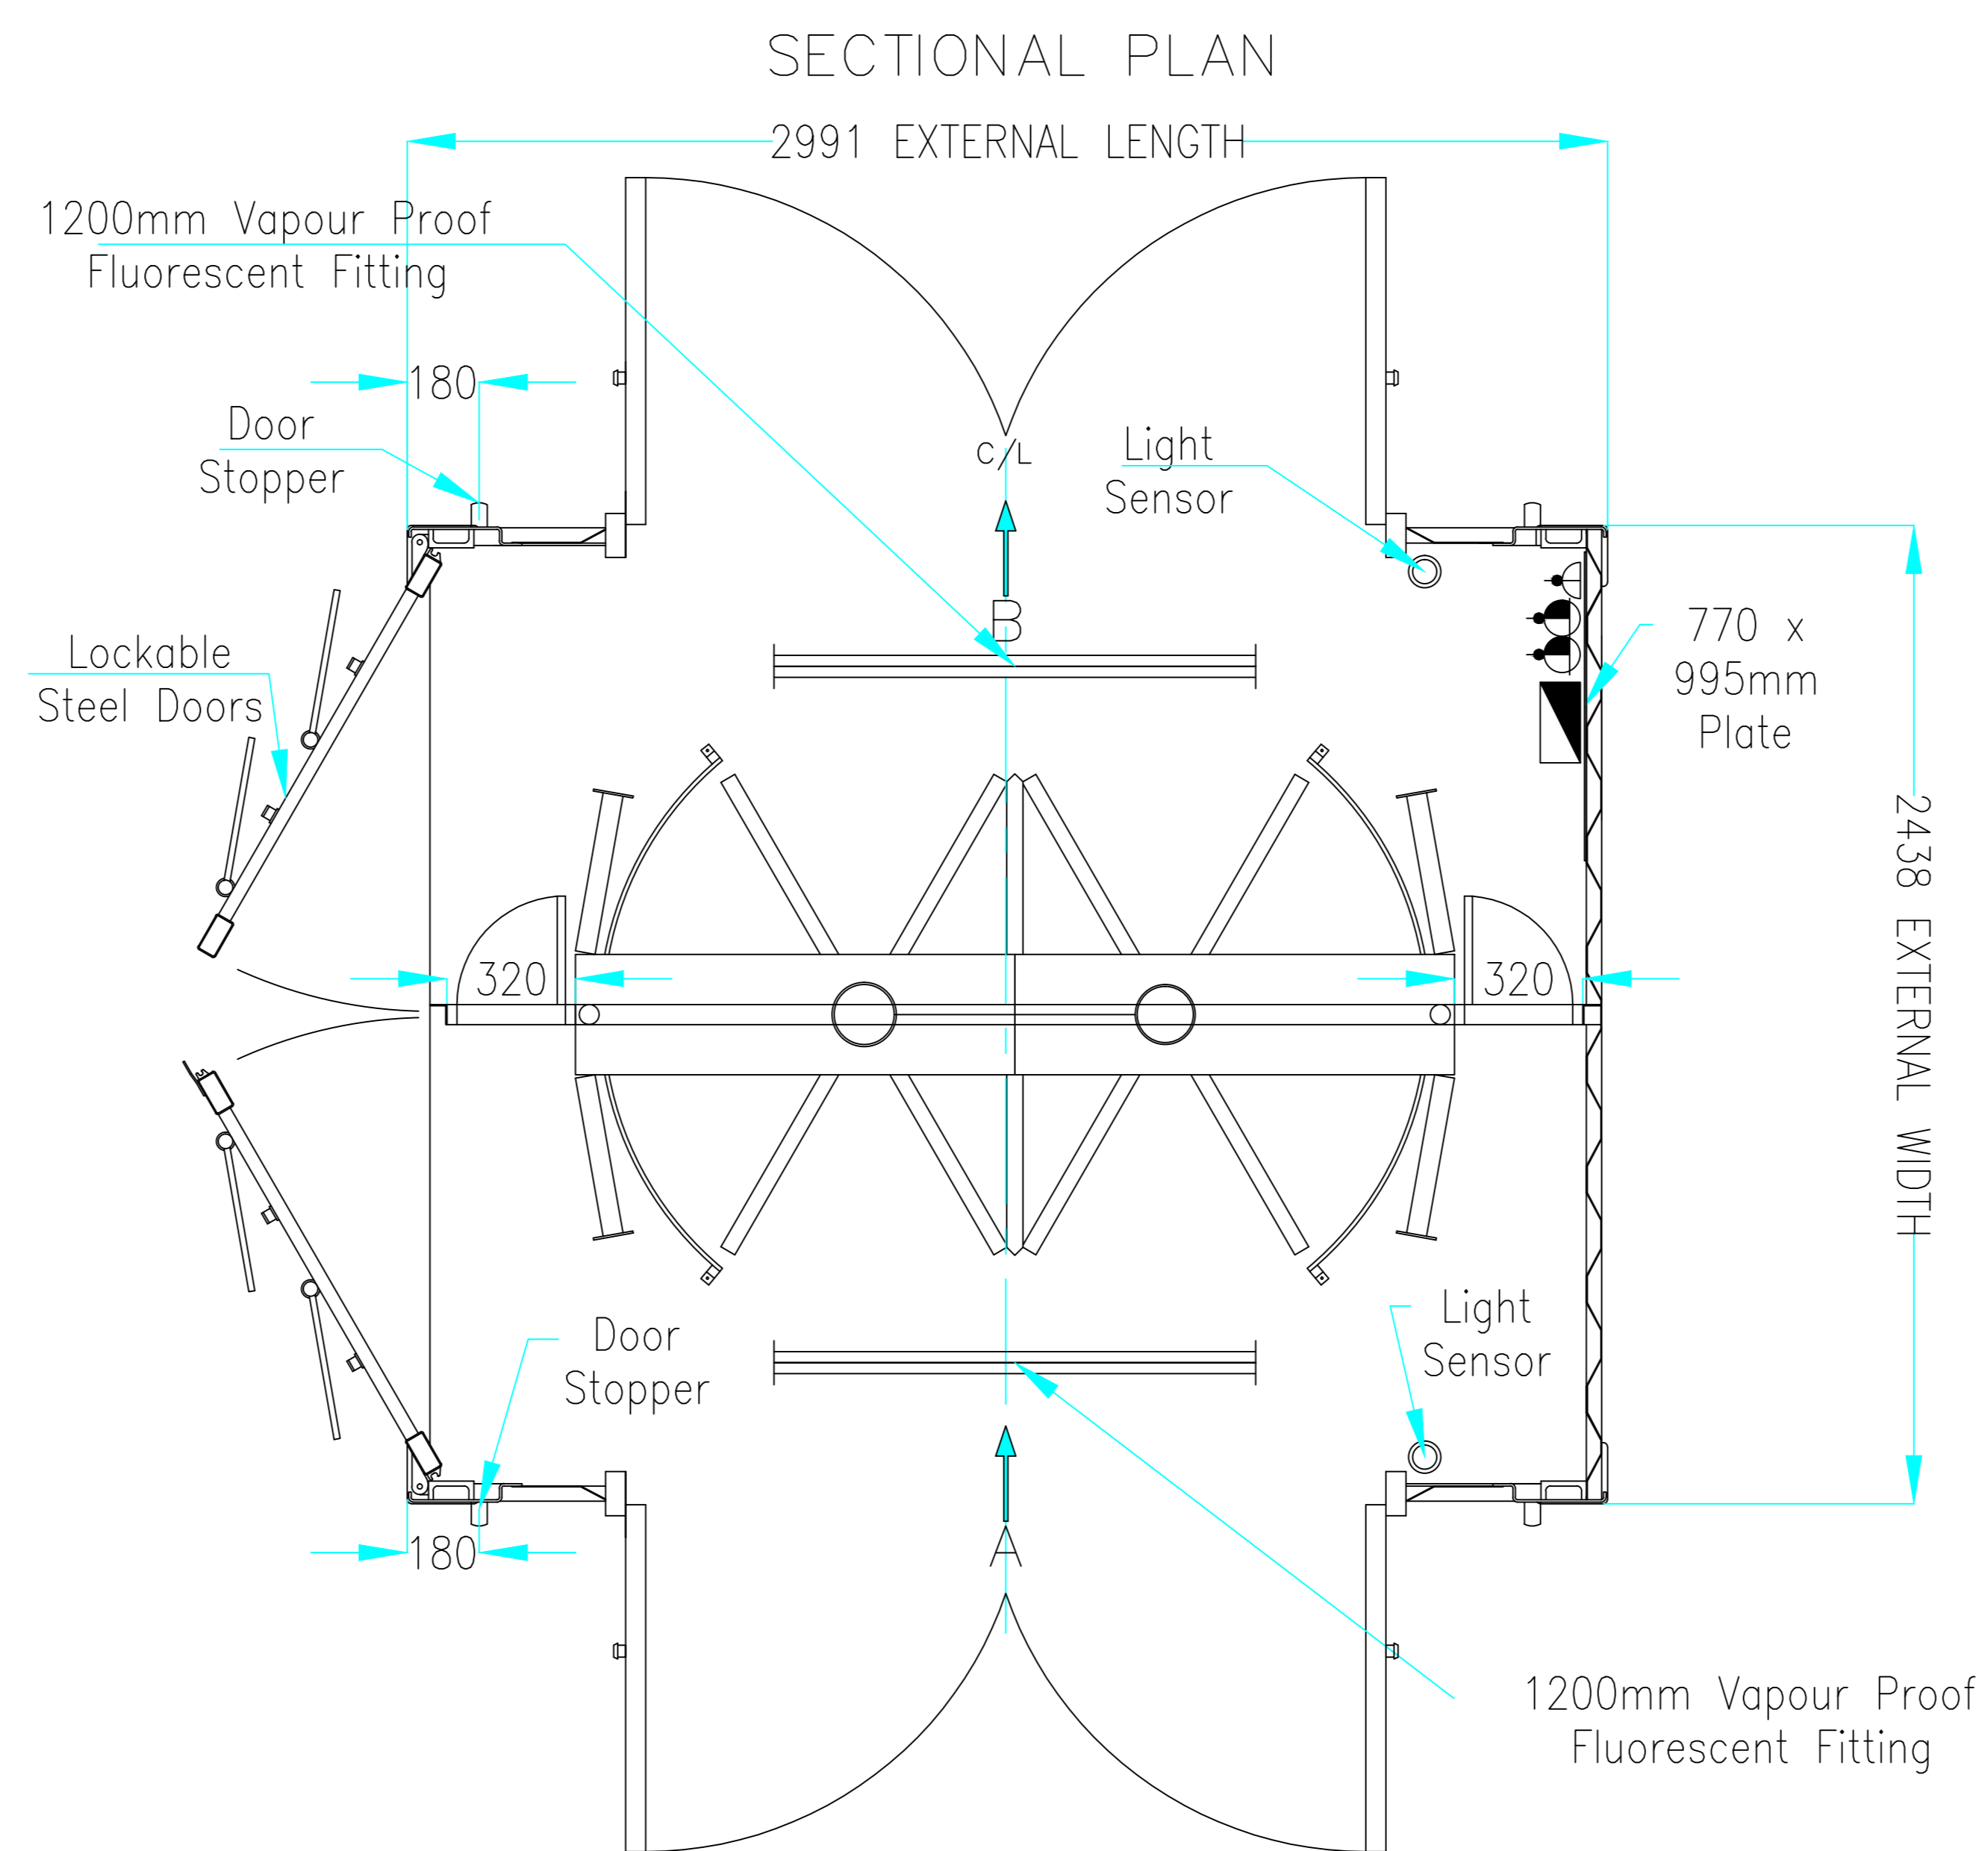 SECTIONAL PLAN
2991 EXTERNAL LENGTH
1200mm Vapour Proof
Fluorescent Fitting
180
Door
Stopper
C/L
Light
Sensor
B
Lockable
Steel Doors
770 x
995mm
Plate
2438 EXTERNAL WIDTH
320
320
Door
Stopper
Light
Sensor
180
A
1200mm Vapour Proof
Fluorescent Fitting